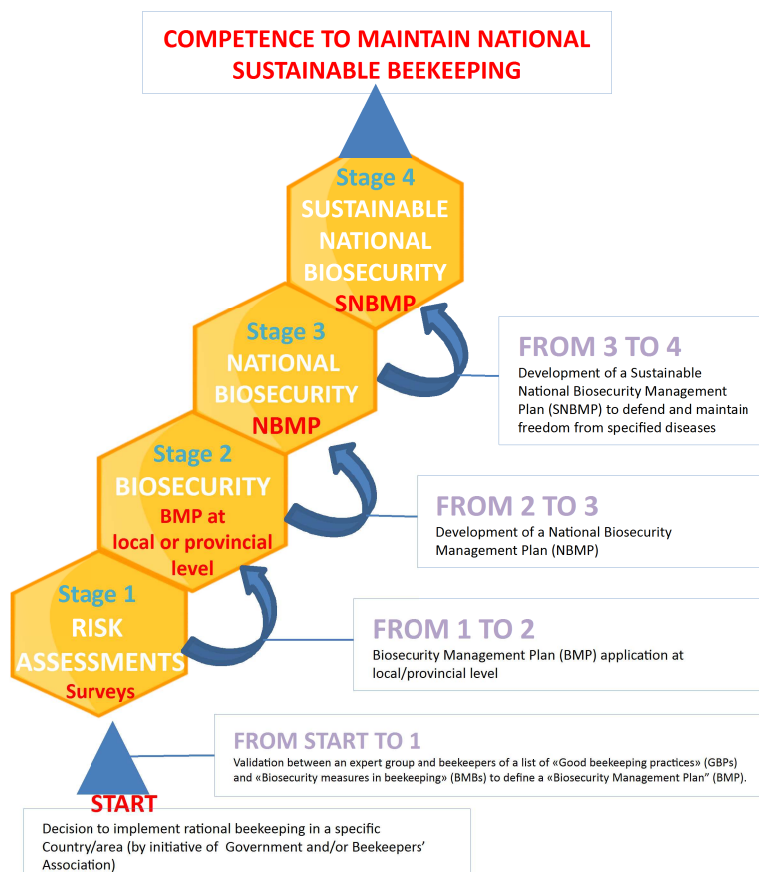 COMPETENCE TO MAINTAIN NATIONAL
SUSTAINABLE BEEKEEPING
Stage 4
SUSTAINABLE
NATIONAL
BIOSECURITY
SNBMP
Stage 3
NATIONAL
BIOSECURITY
NBMP
FROM 3 TO 4
Development of a Sustainable
National Biosecurity Management
Plan (SNBMP) to defend and maintain
freedom from specified diseases
Stage 2
BIOSECURITY
BMP at
local or provincial
level
FROM 2 TO 3
Development of a National Biosecurity
Management Plan (NBMP)
Stage 1
RISK
ASSESSMENTS
Surveys
FROM 1 TO 2
Biosecurity Management Plan (BMP) application at
local/provincial level
FROM START TO 1
Validation between an expert group and beekeepers of a list of «Good beekeeping practices» (GBPs)
and «Biosecurity measures in beekeeping» (BMBs) to define a «Biosecurity Management Plan” (BMP).
START
Decision to implement rational beekeeping in a specific
Country/area (by initiative of Government and/or Beekeepers’
Association)